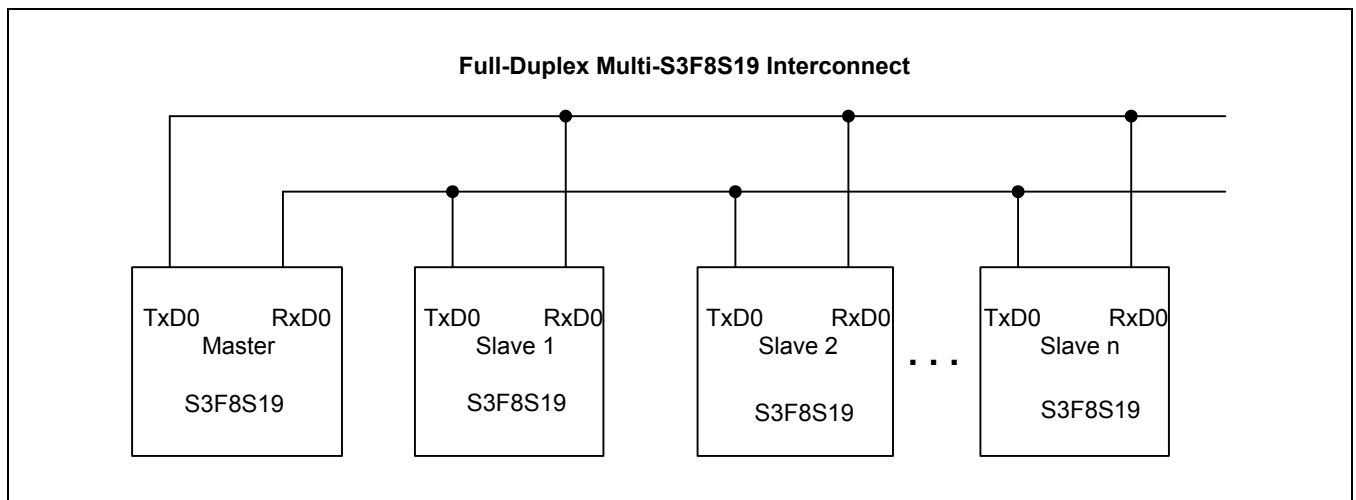 Full-Duplex Multi-S3F8S19 Interconnect
TxD0 RxD0
Master
S3F8S19
TxD0 RxD0
Slave 1
S3F8S19
TxD0 RxD0
Slave 2
S3F8S19
. . .
TxD0 RxD0
Slave n
S3F8S19